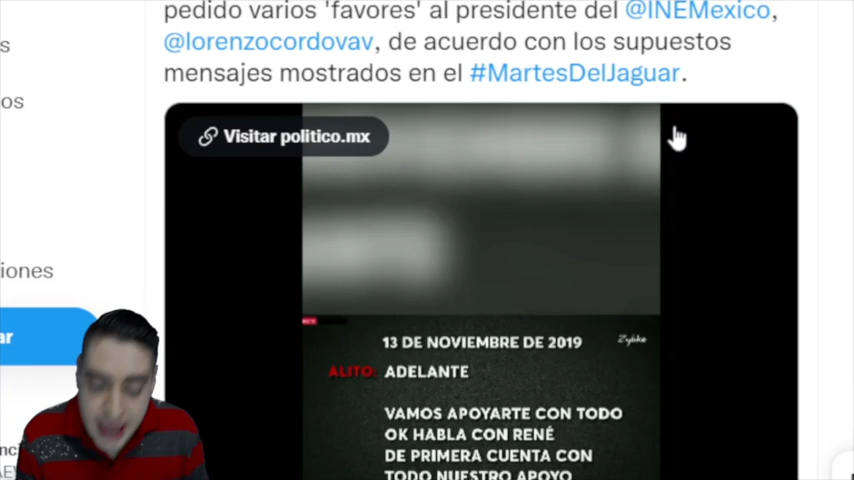 pedido varios 'favores' al presidente del @INEMexico,
@lorenzocordovav, de acuerdo con los supuestos
mensajes mostrados en el #MartesDelJaguar.
s
os
Visitar politico.mx
iones
ar
13 DE NOVIEMBRE DE 2019
ALITO: ADELANTE
VAMOS APOYARTE CON TODO
OK HABLA CON RENÉ
DE PRIMERA CUENTA CON
TODO NUESTRO APOYO